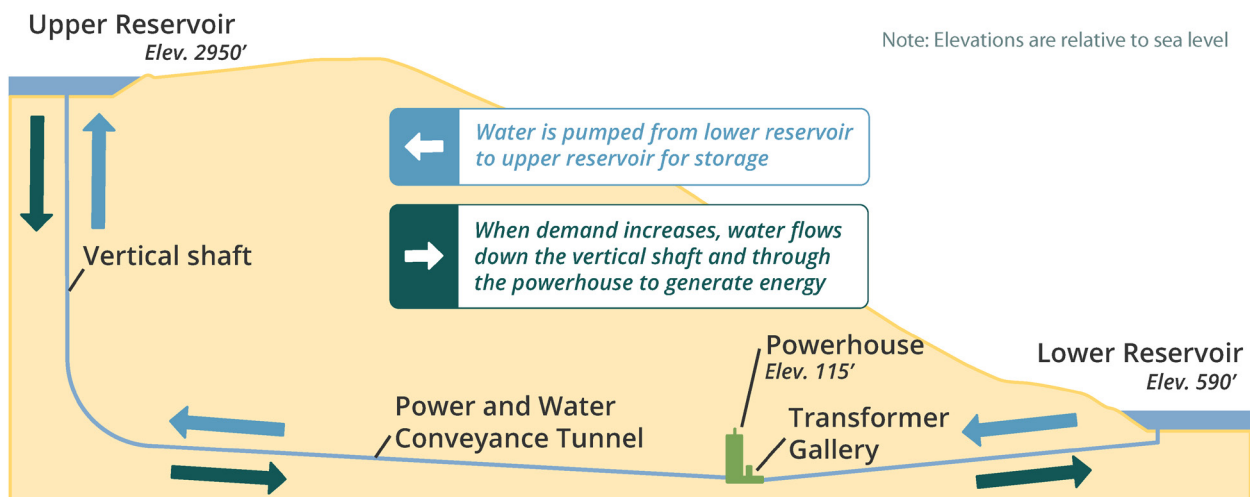 Upper Reservoir
Elev. 2950’
Note: Elevations are relative to sea level
Water is pumped from lower reservoir
to upper reservoir for storage
When demand increases, water flows
down the vertical shaft and through
the powerhouse to generate energy
Vertical shaft
Powerhouse
Elev. 115’
Lower Reservoir
Elev. 590’
Power and Water
Conveyance Tunnel
Transformer
Gallery